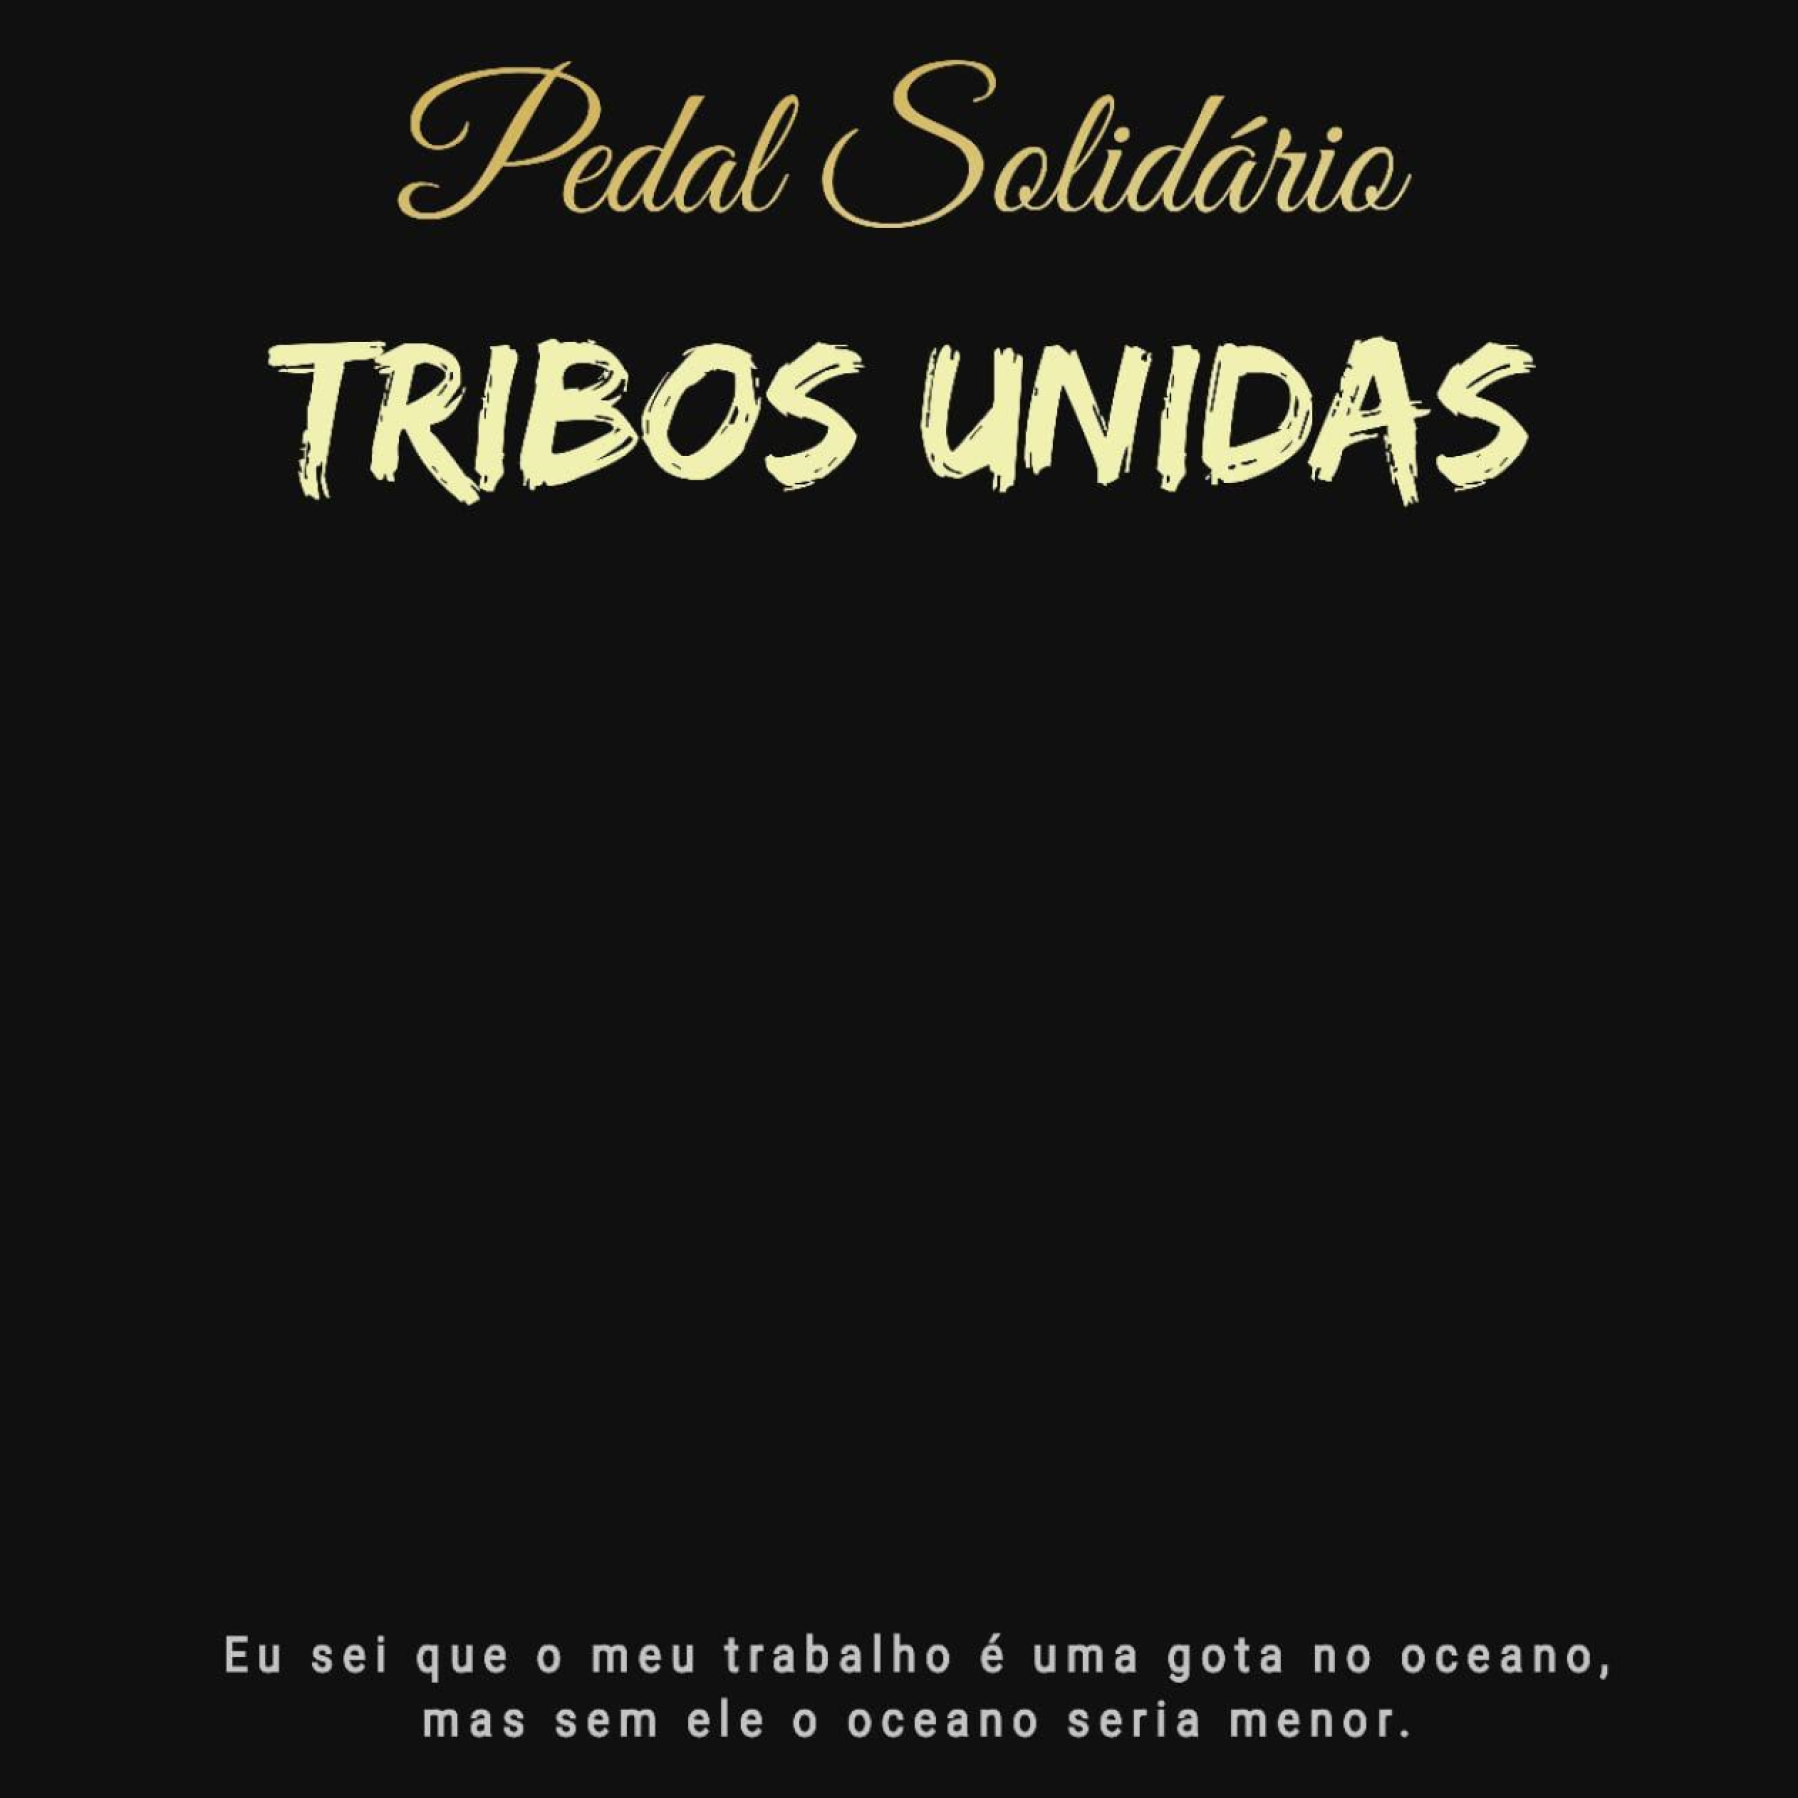 Pedal Solidário
TRIBOS UNIDAS
Eu sei que o meu trabalho é uma gota no oceano,
mas sem ele o oceano seria menor.